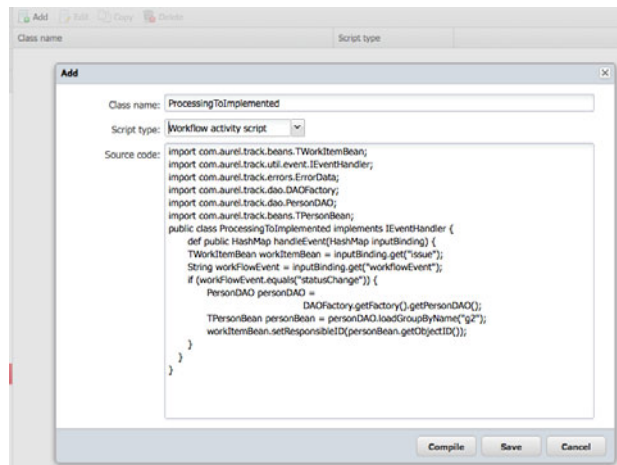 Add Edit Copy Delete
Class name Script type
Add
Class name: ProcessingToImplemented
Script type: Workflow activity script
Source code: import com.aurel.track.beans.TWorkItemBean;
import com.aurel.track.util.event.IEventHandler;
import com.aurel.track.errors.ErrorData;
import com.aurel.track.dao.DAOFactory;
import com.aurel.track.dao.PersonDAO;
import com.aurel.track.beans.TPersonBean;
public class ProcessingToImplemented implements IEventHandler {
def public HashMap handleEvent(HashMap inputBinding) {
TWorkItemBean workItemBean = inputBinding.get("issue");
String workFlowEvent = inputBinding.get("workflowEvent");
if (workFlowEvent.equals("statusChange")) {
PersonDAO personDAO =
DAOFactory.getFactory().getPersonDAO();
TPersonBean personBean = personDAO.loadGroupByName("g2");
workItemBean.setResponsibleID(personBean.getObjectID());
}
}
}
Compile Save Cancel